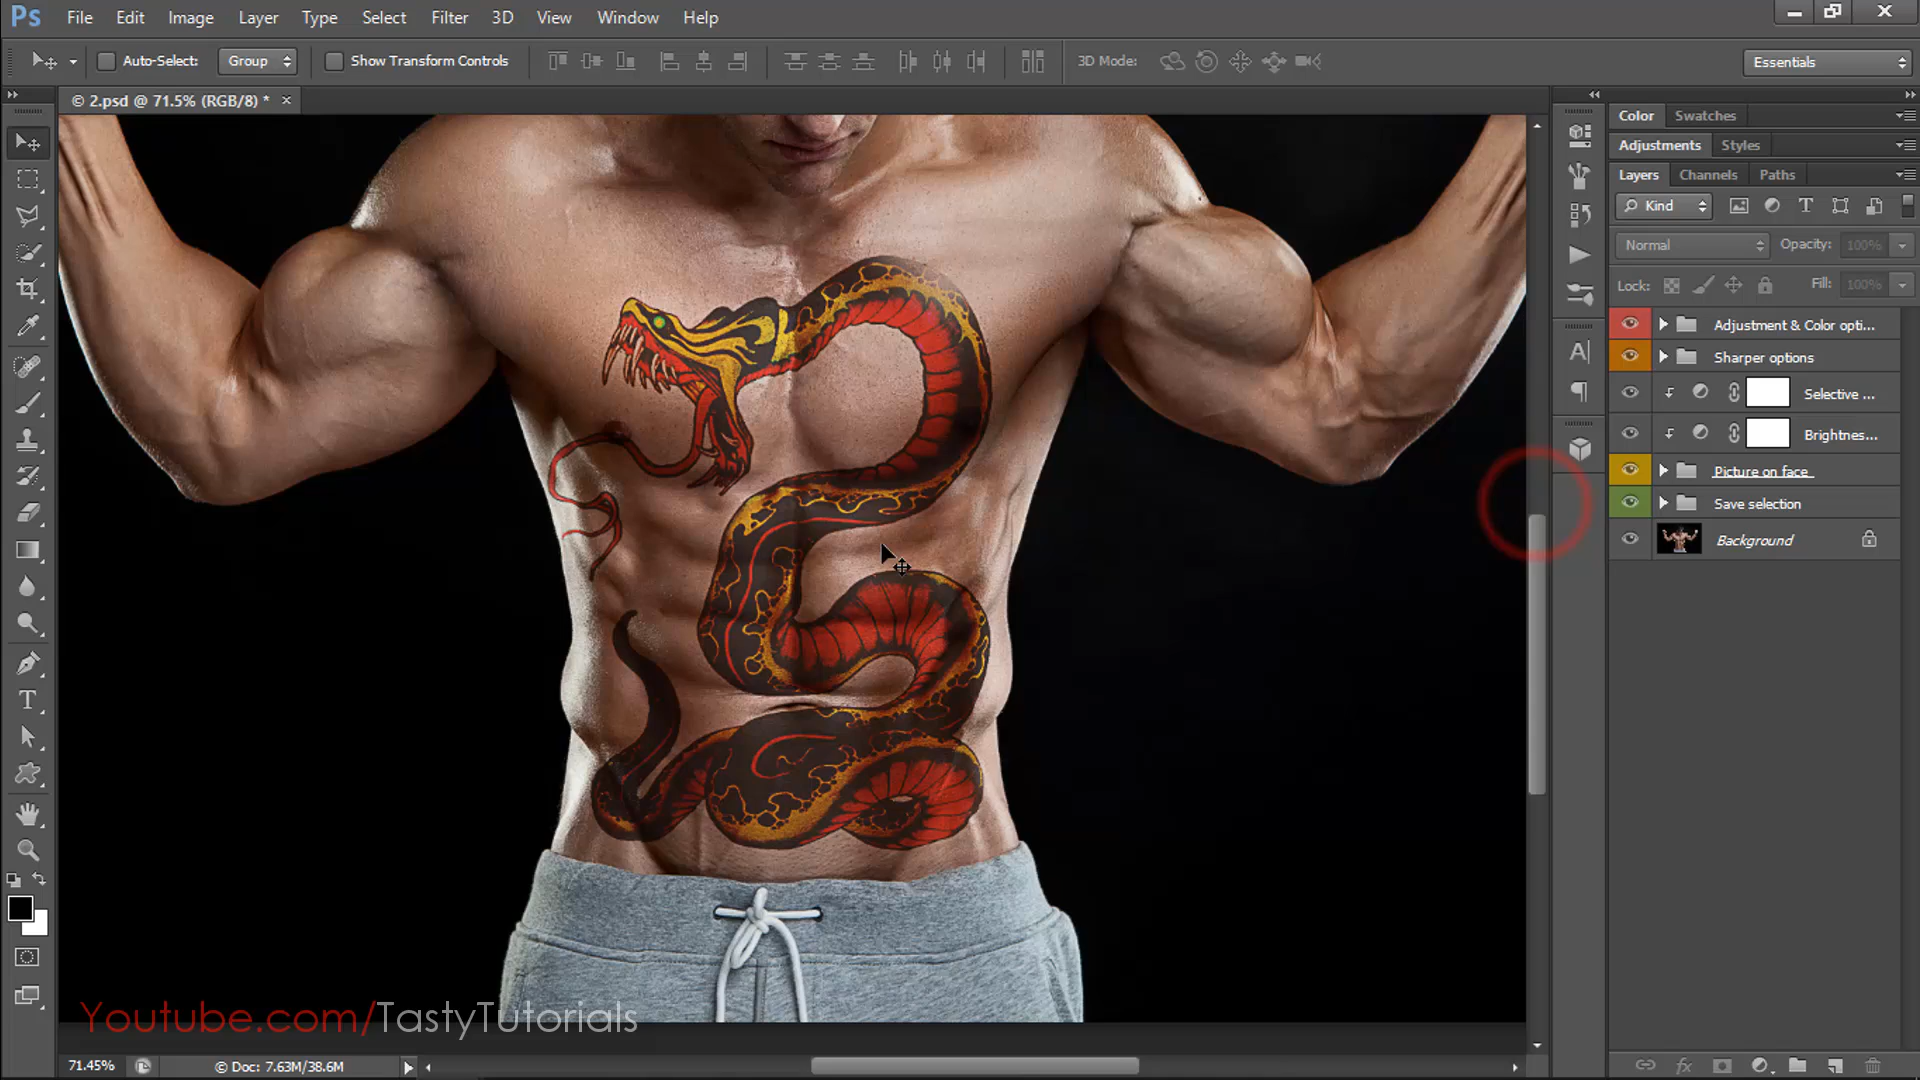 Ps File Edit Image Layer Type Select Filter 3D View Window Help
Auto-Select: Group Show Transform Controls 3D Mode: Essentials
© 2.psd @ 71.5% (RGB/8) * ×
Color Swatches
Adjustments Styles
Layers Channels Paths
Kind
Normal Opacity: 100%
Lock: Fill: 100%
Adjustment & Color opti...
Sharper options
Selective ...
Brightnes...
Picture on face
Save selection
Background
Youtube.com/TastyTutorials
71.45% © Doc: 7.63M/38.6M